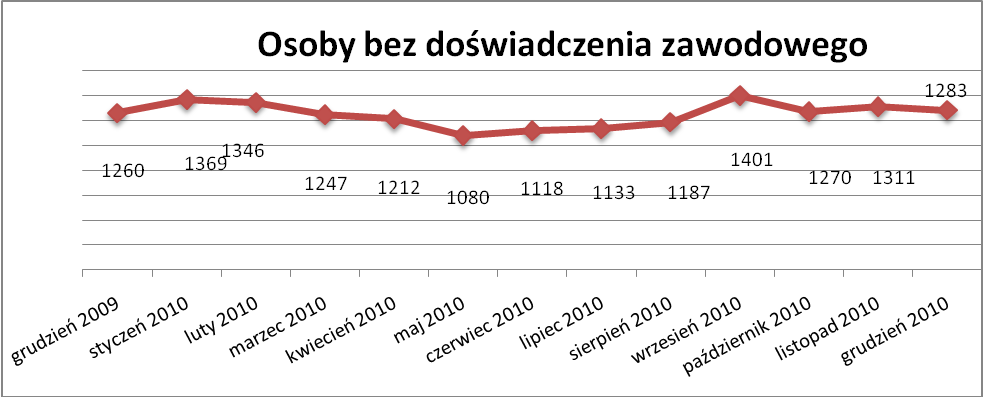 Osoby bez doświadczenia zawodowego
1260
1369
1346
1247
1212
1080
1118
1133
1187
1401
1270
1311
1283
grudzień 2009
styczeń 2010
luty 2010
marzec 2010
kwiecień 2010
maj 2010
czerwiec 2010
lipiec 2010
sierpień 2010
wrzesień 2010
październik 2010
listopad 2010
grudzień 2010